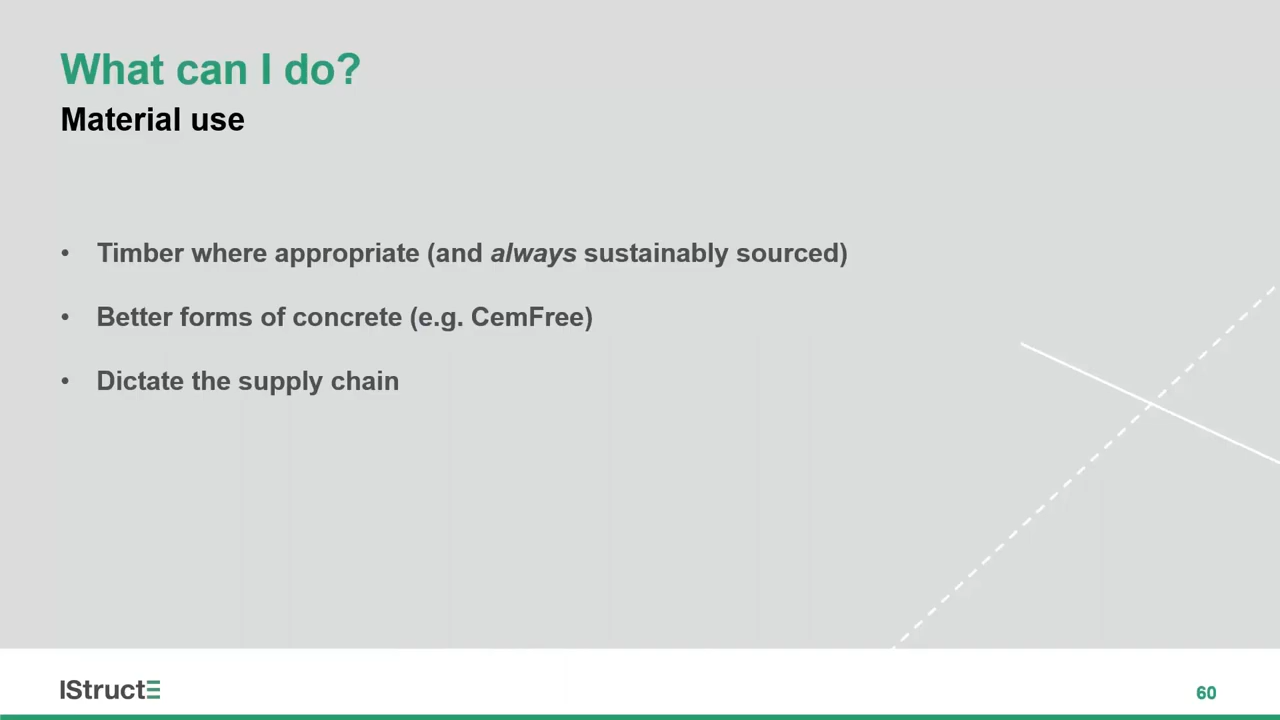 What can I do?
Material use
• Timber where appropriate (and always sustainably sourced)
• Better forms of concrete (e.g. CemFree)
• Dictate the supply chain
IStructE
60